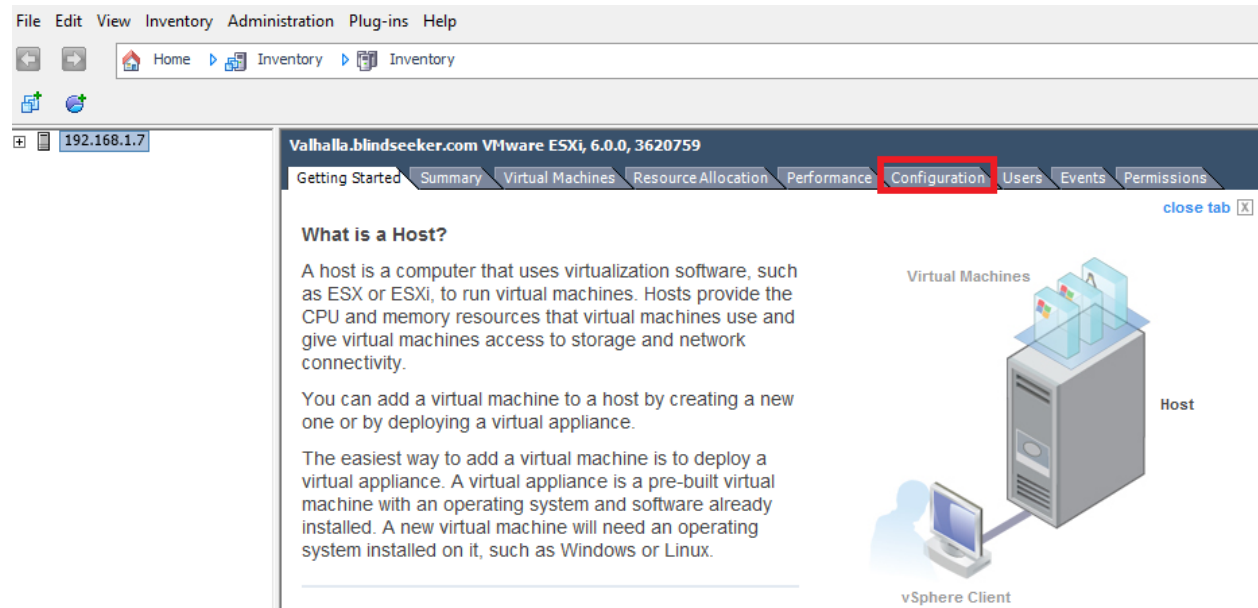 File Edit View Inventory Administration Plug-ins Help
Home Inventory Inventory
192.168.1.7
Valhalla.blindseeker.com VMware ESXi, 6.0.0, 3620759
Getting Started Summary Virtual Machines Resource Allocation Performance Configuration Users Events Permissions
close tab X
What is a Host?
A host is a computer that uses virtualization software, such
as ESX or ESXi, to run virtual machines. Hosts provide the
CPU and memory resources that virtual machines use and
give virtual machines access to storage and network
connectivity.
You can add a virtual machine to a host by creating a new
one or by deploying a virtual appliance.
The easiest way to add a virtual machine is to deploy a
virtual appliance. A virtual appliance is a pre-built virtual
machine with an operating system and software already
installed. A new virtual machine will need an operating
system installed on it, such as Windows or Linux.
Virtual Machines
Host
vSphere Client